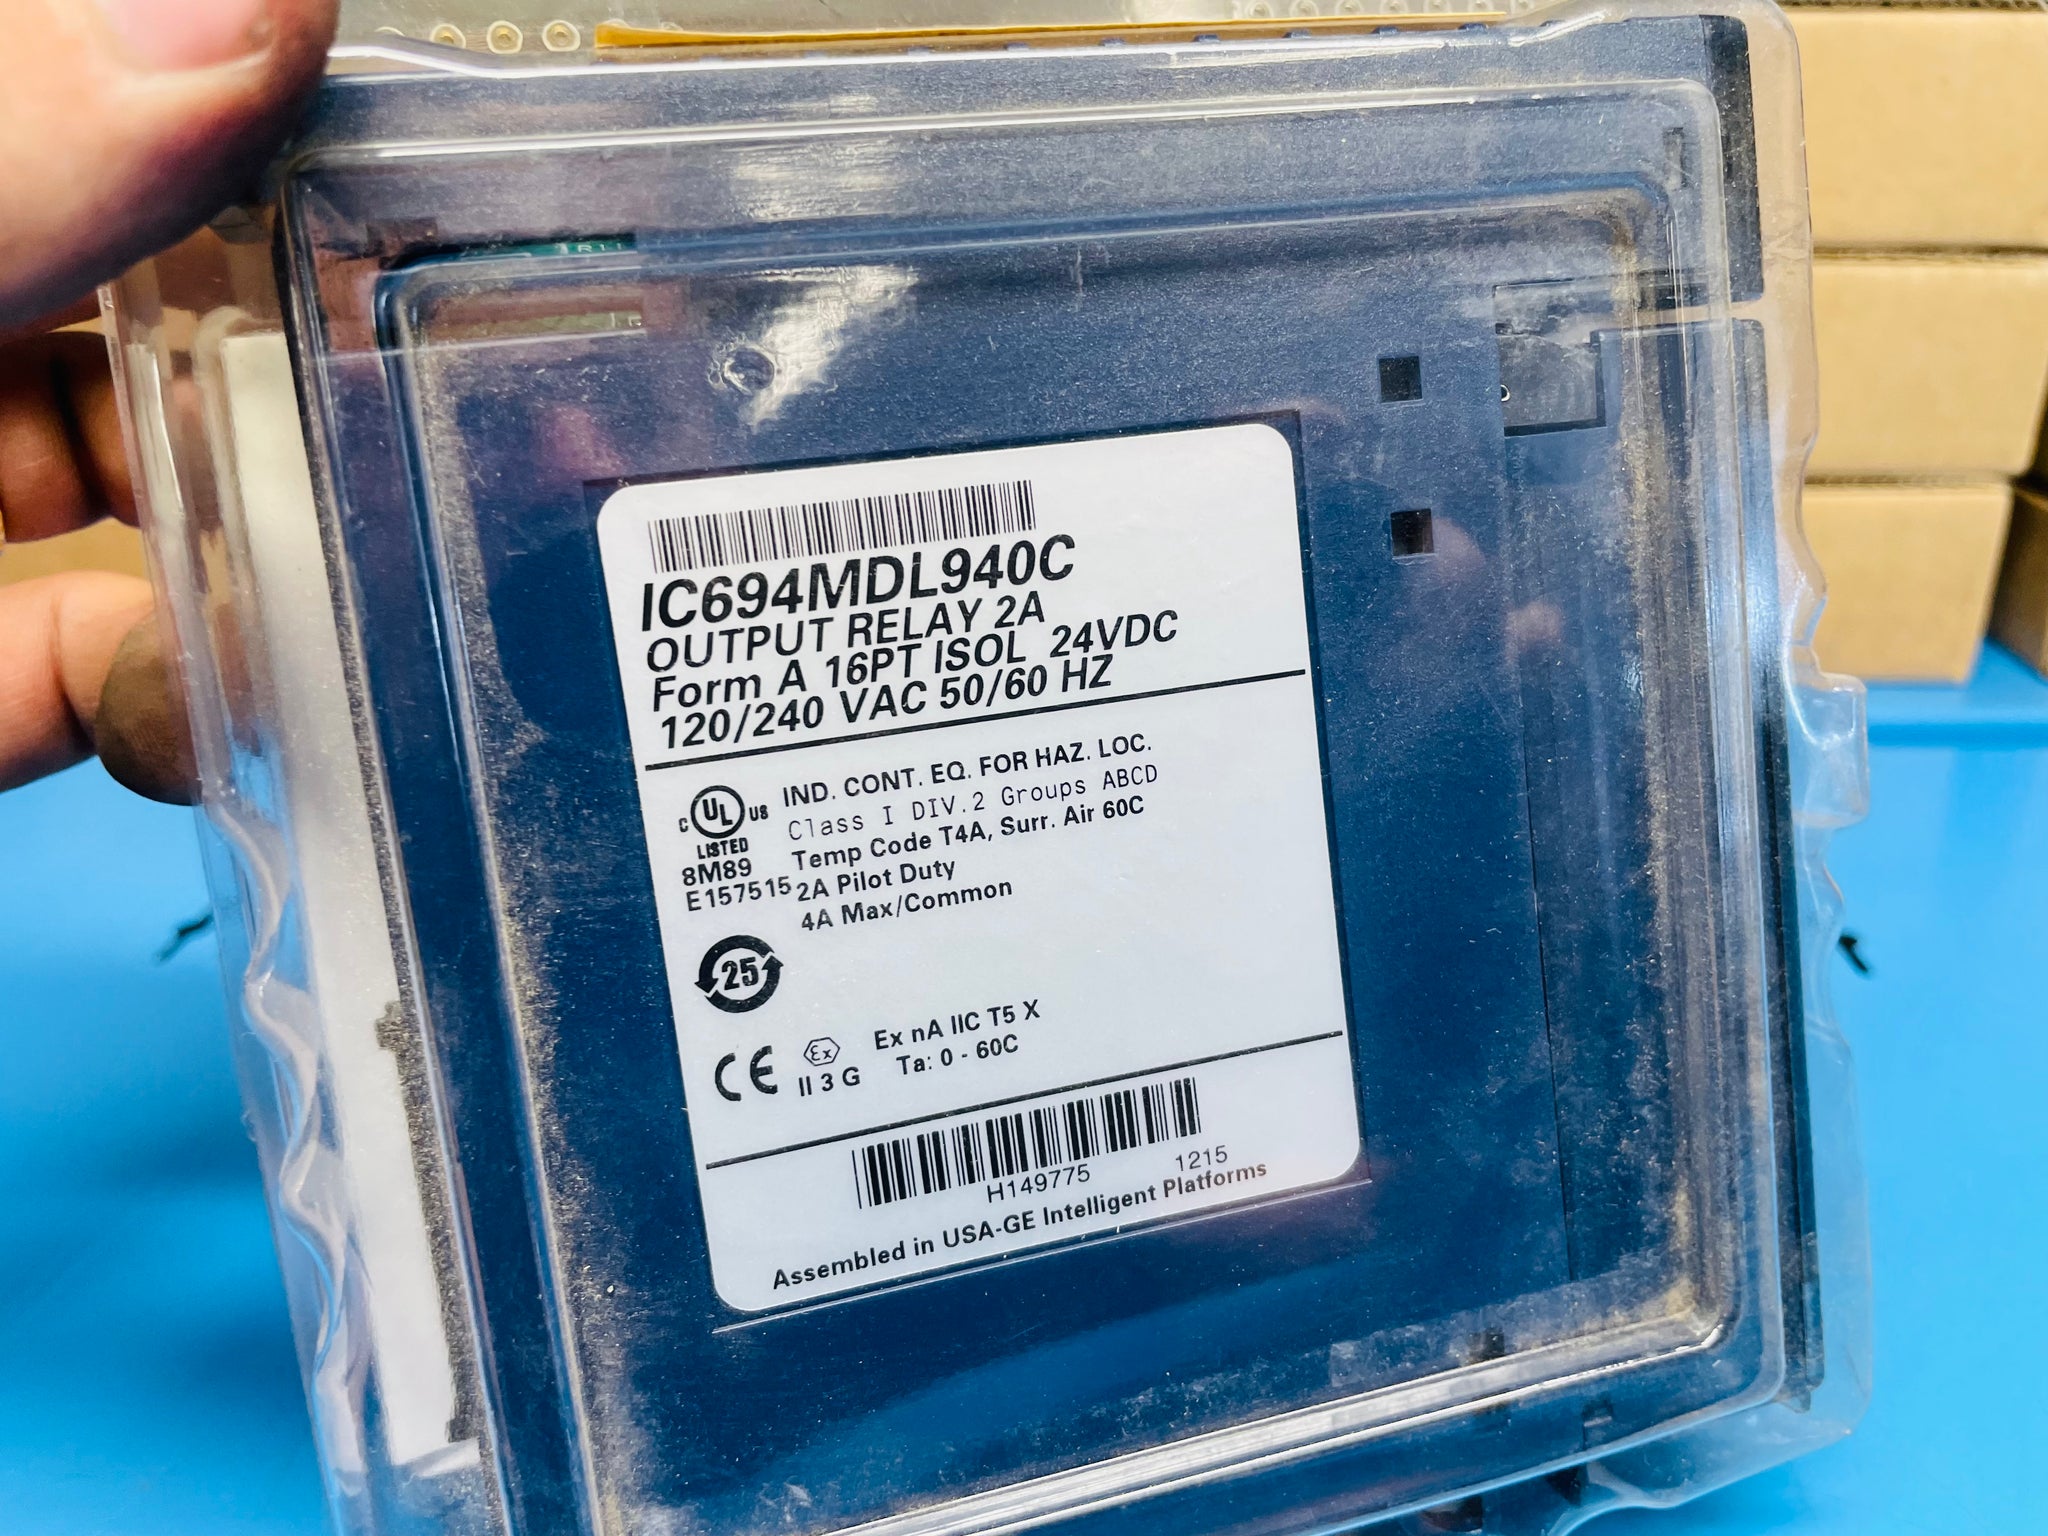 R11
IC694MDL940C
OUTPUT RELAY 2A
Form A 16PT ISOL 24VDC
120/240 VAC 50/60 HZ
IND. CONT. EQ. FOR HAZ. LOC.
Class I DIV.2 Groups ABCD
Temp Code T4A, Surr. Air 60C
2A Pilot Duty
4A Max/Common
C UL US
LISTED
8M89
E157515
25
CE Ex
II 3 G
Ex nA IIC T5 X
Ta: 0 - 60C
H149775 1215
Assembled in USA-GE Intelligent Platforms